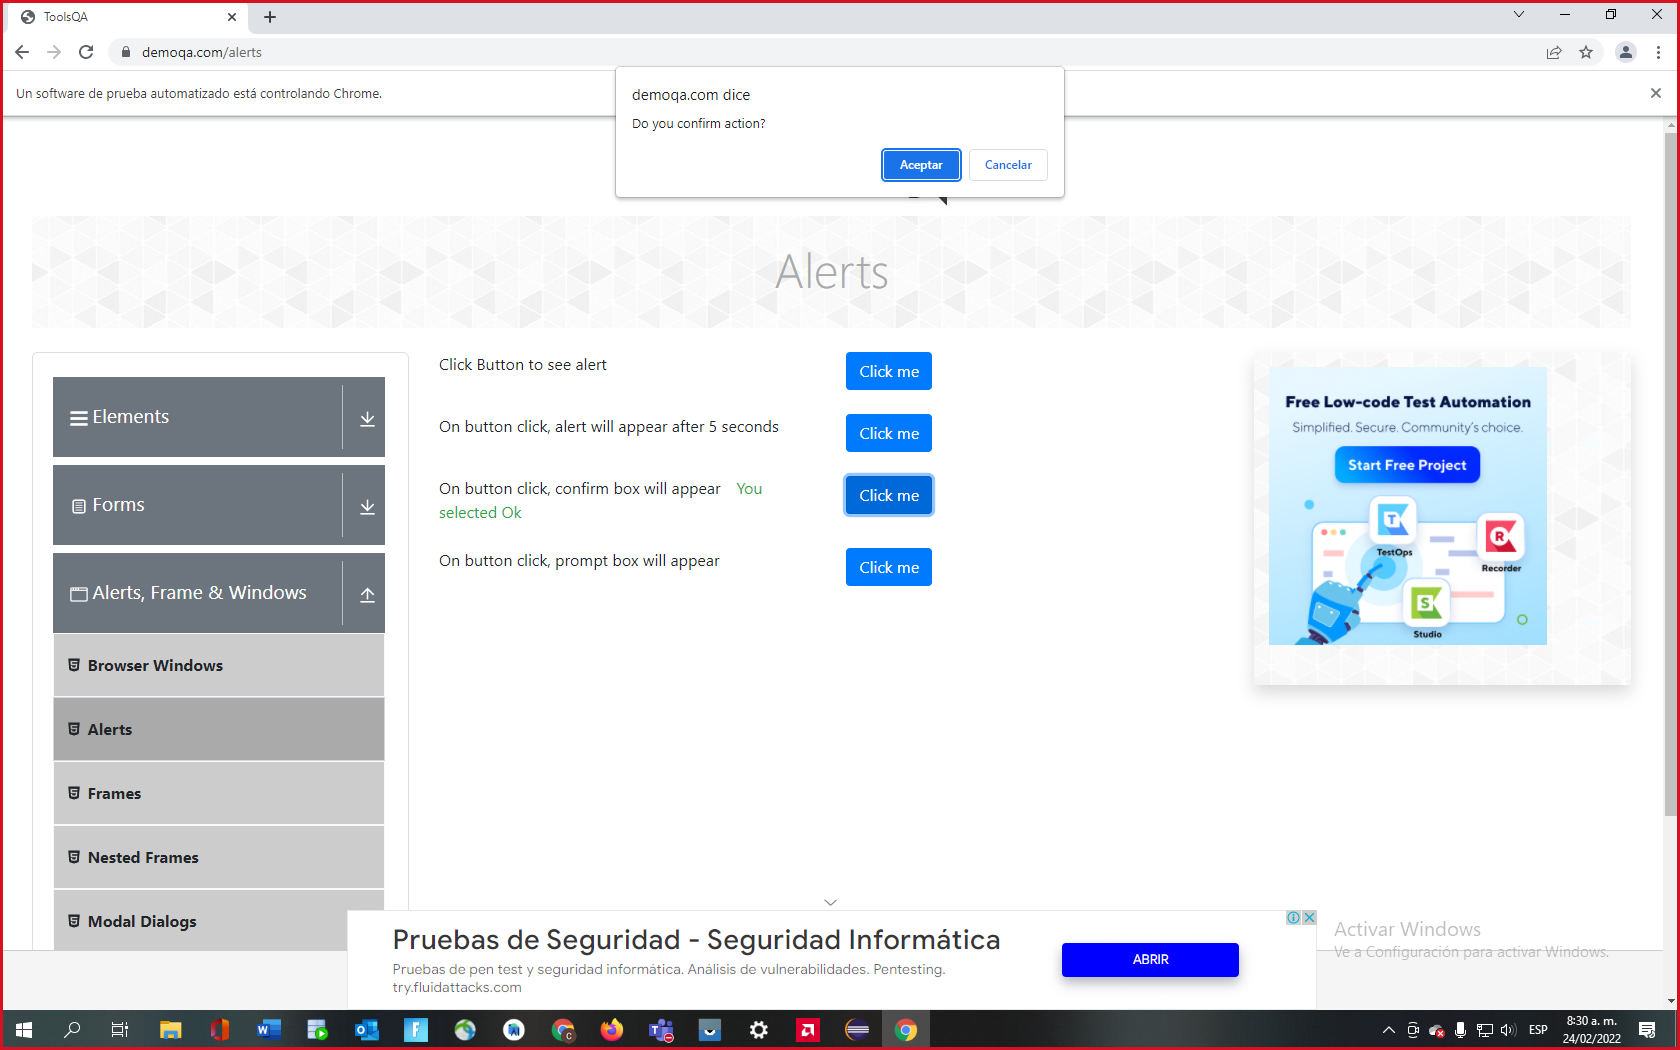 ToolsQA
demoqa.com/alerts
Un software de prueba automatizado está controlando Chrome.
demoqa.com dice
Do you confirm action?
Aceptar
Cancelar
Alerts
Elements
Forms
Alerts, Frame & Windows
Browser Windows
Alerts
Frames
Nested Frames
Modal Dialogs
Click Button to see alert
Click me
On button click, alert will appear after 5 seconds
Click me
On button click, confirm box will appear You
selected Ok
Click me
On button click, prompt box will appear
Click me
Free Low-code Test Automation
Simplified. Secure. Community's choice.
Start Free Project
TestOps
Recorder
Studio
Pruebas de Seguridad - Seguridad Informática
Pruebas de pen test y seguridad informática. Análisis de vulnerabilidades. Pentesting.
try.fluidattacks.com
ABRIR
Activar Windows
Ve a Configuración para activar Windows.
ESP
8:30 a. m.
24/02/2022